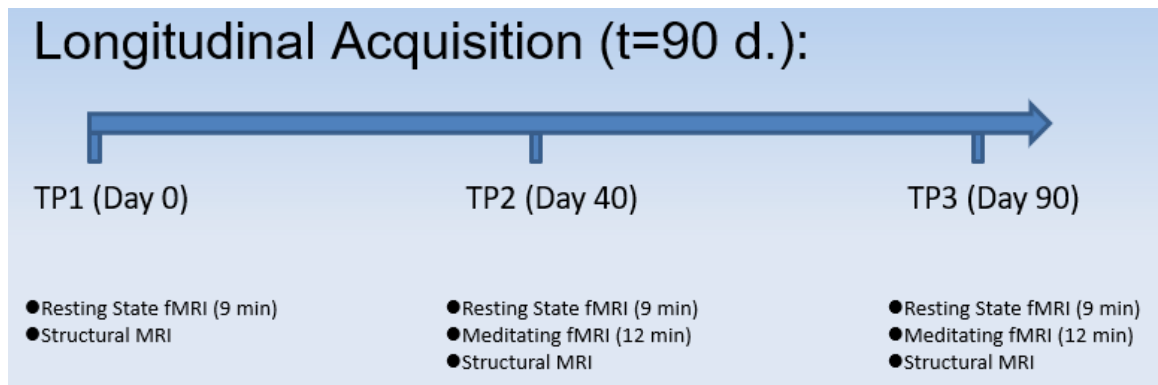 Longitudinal Acquisition (t=90 d.):
TP1 (Day 0)
TP2 (Day 40)
TP3 (Day 90)
●Resting State fMRI (9 min)
●Structural MRI
●Resting State fMRI (9 min)
●Meditating fMRI (12 min)
●Structural MRI
●Resting State fMRI (9 min)
●Meditating fMRI (12 min)
●Structural MRI